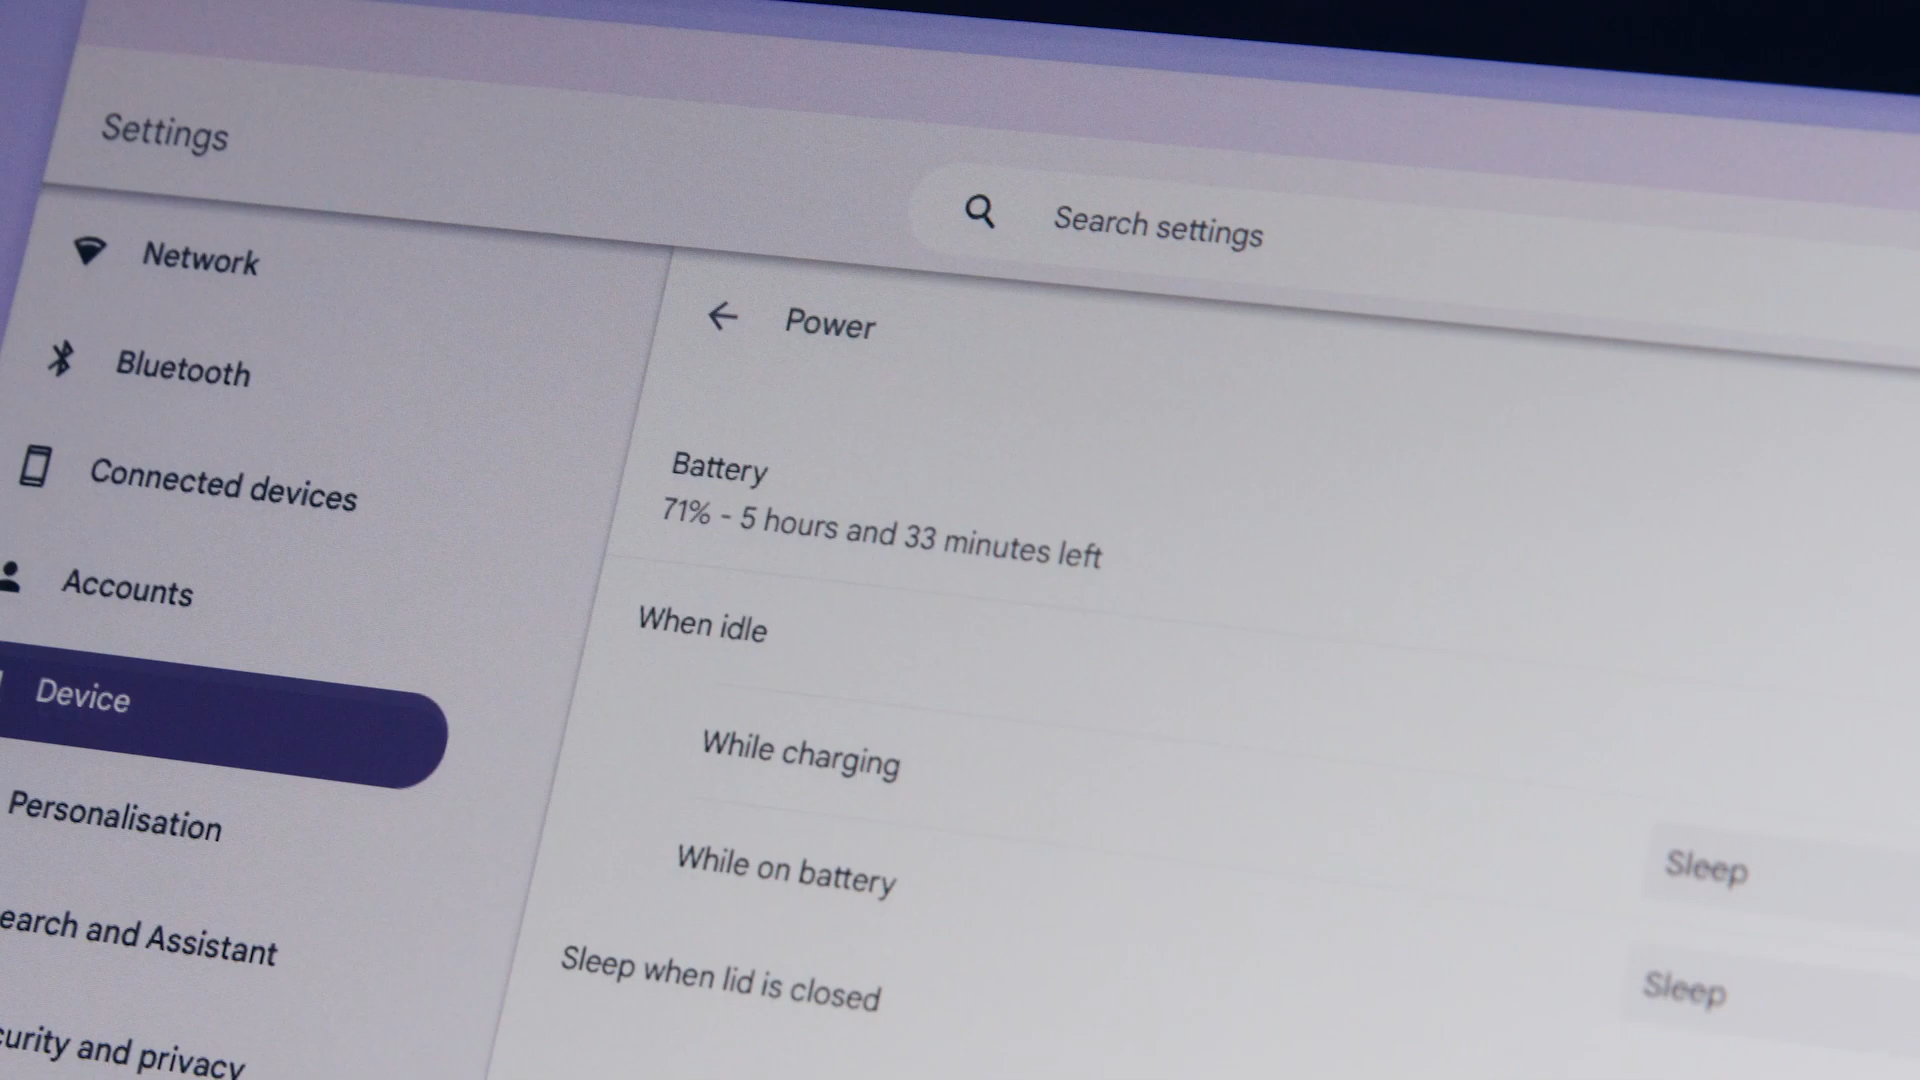 Settings
Search settings
Network
Bluetooth
Connected devices
Accounts
Device
Personalisation
earch and Assistant
curity and privacy
Power
Battery
71% - 5 hours and 33 minutes left
When idle
While charging
Sleep
While on battery
Sleep
Sleep when lid is closed